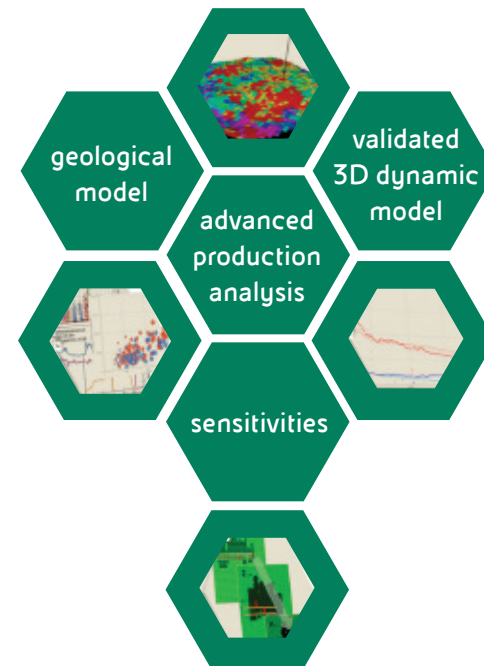 geological
model
validated
3D dynamic
model
advanced
production
analysis
sensitivities